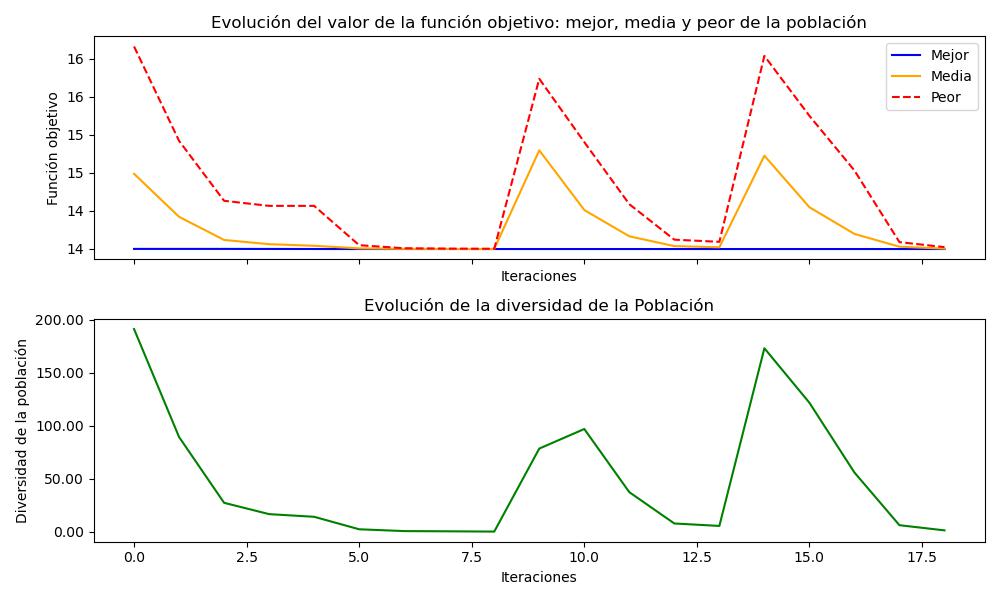 Evolución del valor de la función objetivo: mejor, media y peor de la población
Función objetivo
16
16
15
15
14
14
Mejor
Media
Peor
Iteraciones
Evolución de la diversidad de la Población
Diversidad de la población
200.00
150.00
100.00
50.00
0.00
0.0 2.5 5.0 7.5 10.0 12.5 15.0 17.5
Iteraciones